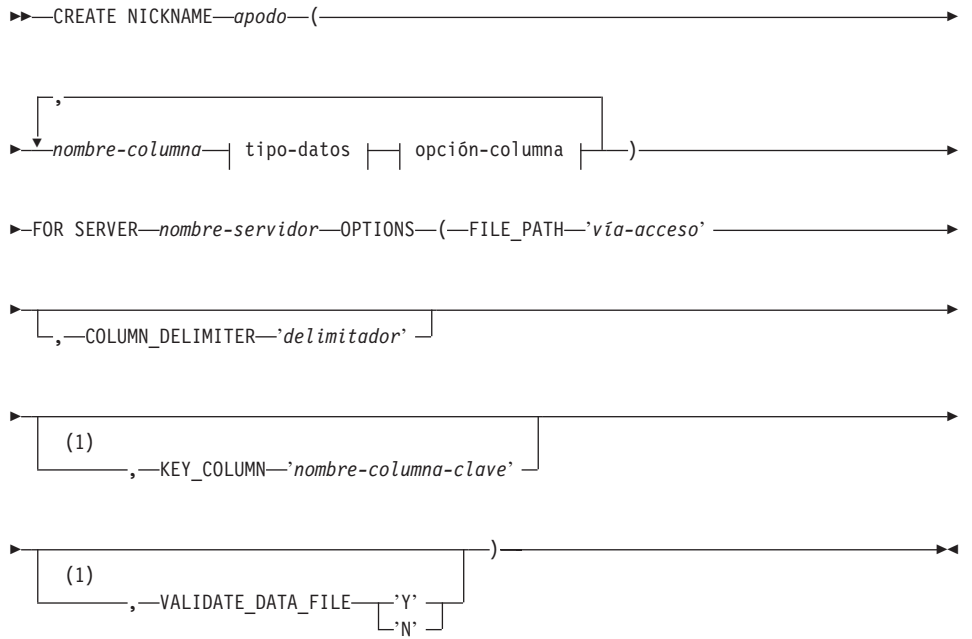 CREATE NICKNAME apodo (
,
nombre-columna tipo-datos opción-columna )
FOR SERVER nombre-servidor OPTIONS ( FILE_PATH ’vía-acceso’
, COLUMN_DELIMITER ’delimitador’
(1)
, KEY_COLUMN ’nombre-columna-clave’
)
(1)
, VALIDATE_DATA_FILE ’Y’
’N’